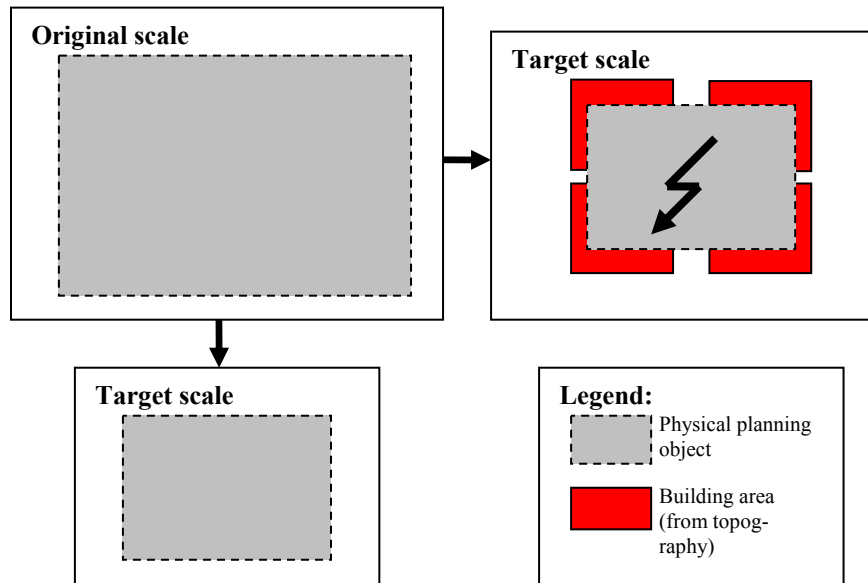 Original scale
Target scale
Target scale
Legend:
Physical planning
object
Building area
(from topog-
raphy)